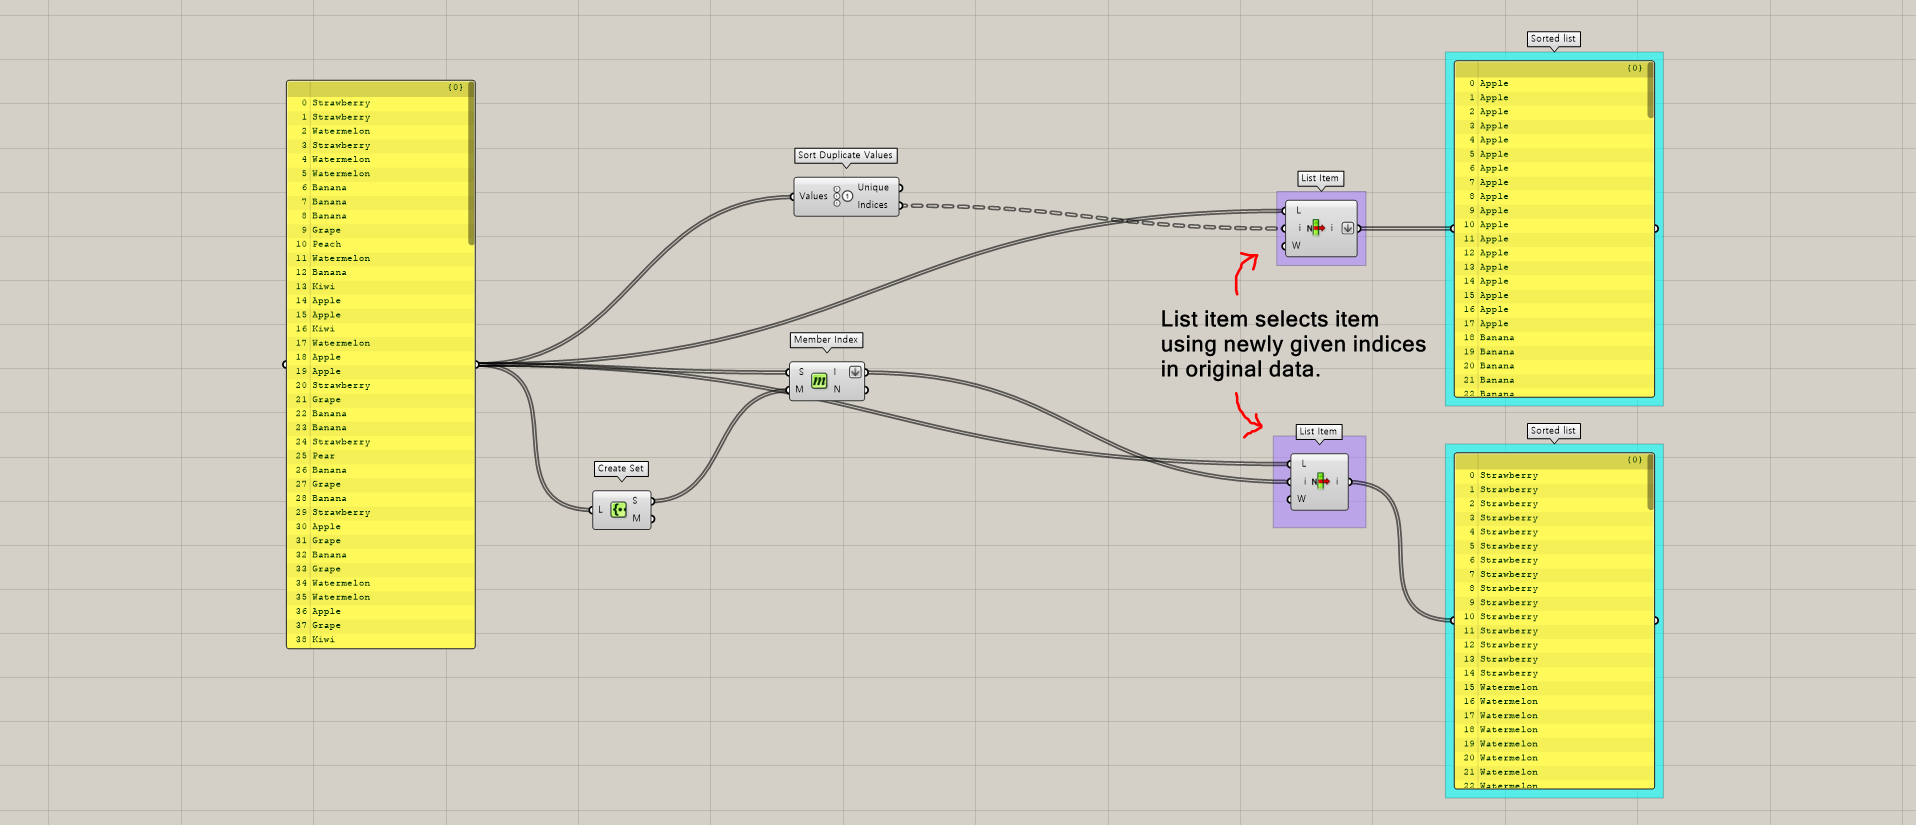 {0}
0 Strawberry
1 Strawberry
2 Watermelon
3 Strawberry
4 Watermelon
5 Watermelon
6 Banana
7 Banana
8 Banana
9 Grape
10 Peach
11 Watermelon
12 Banana
13 Kiwi
14 Apple
15 Apple
16 Kiwi
17 Watermelon
18 Apple
19 Apple
20 Strawberry
21 Grape
22 Banana
23 Banana
24 Strawberry
25 Pear
26 Banana
27 Grape
28 Banana
29 Strawberry
30 Apple
31 Grape
32 Banana
33 Grape
34 Watermelon
35 Watermelon
36 Apple
37 Grape
38 Kiwi
Sort Duplicate Values
Values
Unique
Indices
Member Index
S I
M N
m
Create Set
L S
M
List Item
L
i N i
W
List item selects item
using newly given indices
in original data.
List Item
L
i N i
W
Sorted list
{0}
0 Apple
1 Apple
2 Apple
3 Apple
4 Apple
5 Apple
6 Apple
7 Apple
8 Apple
9 Apple
10 Apple
11 Apple
12 Apple
13 Apple
14 Apple
15 Apple
16 Apple
17 Apple
18 Banana
19 Banana
20 Banana
21 Banana
22 Banana
Sorted list
{0}
0 Strawberry
1 Strawberry
2 Strawberry
3 Strawberry
4 Strawberry
5 Strawberry
6 Strawberry
7 Strawberry
8 Strawberry
9 Strawberry
10 Strawberry
11 Strawberry
12 Strawberry
13 Strawberry
14 Strawberry
15 Watermelon
16 Watermelon
17 Watermelon
18 Watermelon
19 Watermelon
20 Watermelon
21 Watermelon
22 Watermelon